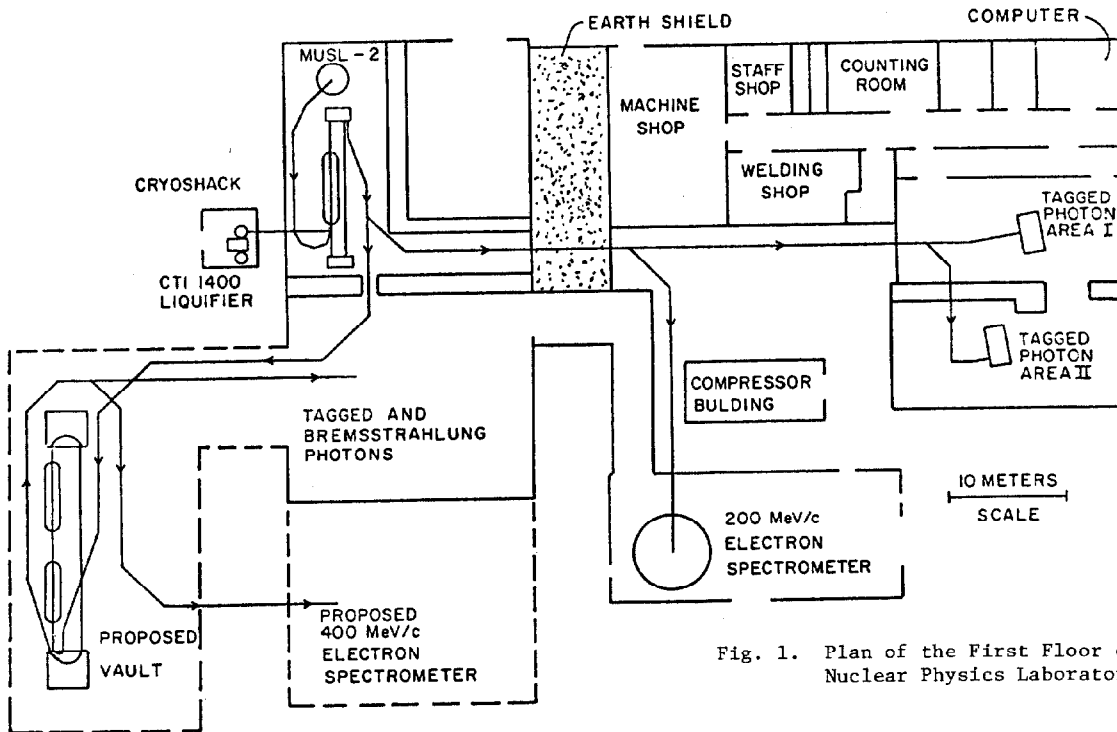 EARTH SHIELD
COMPUTER
MUSL-2
STAFF
SHOP
COUNTING
ROOM
MACHINE
SHOP
WELDING
SHOP
CRYOSHACK
TAGGED
PHOTON
AREA I
CTI 1400
LIQUIFIER
TAGGED
PHOTON
AREA II
COMPRESSOR
BULDING
TAGGED AND
BREMSSTRAHLUNG
PHOTONS
10 METERS
SCALE
200 MeV/c
ELECTRON
SPECTROMETER
PROPOSED
VAULT
PROPOSED
400 MeV/c
ELECTRON
SPECTROMETER
Fig. 1. Plan of the First Floor
Nuclear Physics Laborato